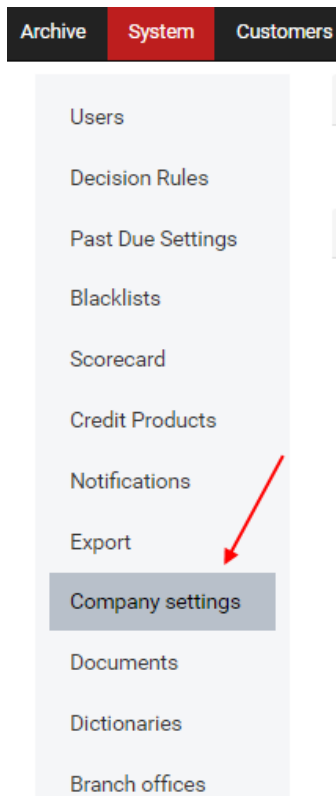 Archive System Customers
Users
Decision Rules
Past Due Settings
Blacklists
Scorecard
Credit Products
Notifications
Export
Company settings
Documents
Dictionaries
Branch offices